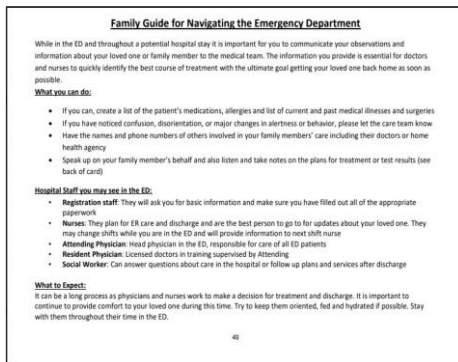 Family Guide for Navigating the Emergency Department
While in the ED and throughout a potential hospital stay it is important for you to communicate your observations and
information about your loved one or family member to the medical team. The information you provide is essential for doctors
and nurses to quickly identify the best course of treatment with the ultimate goal getting your loved one back home as soon as
possible.
What you can do:
• If you can, create a list of the patient's medications, allergies and list of current and past medical illnesses and surgeries
• If you have noticed confusion, disorientation, or major changes in alertness or behavior, please let the care team know
• Have the names and phone numbers of others involved in your family members' care including their doctors or home
health agency
• Speak up on your family member's behalf and also listen and take notes on the plans for treatment or test results (see
back of card)
Hospital Staff you may see in the ED:
• Registration staff: They will ask you for basic information and make sure you have filled out all of the appropriate
paperwork
• Nurses: They plan for ER care and discharge and are the best person to go to for updates about your loved one. They
may change shifts while you are in the ED and will provide information to next shift nurse
• Attending Physician: Head physician in the ED, responsible for care of all ED patients
• Resident Physician: Licensed doctors in training supervised by Attending
• Social Worker: Can answer questions about care in the hospital or follow up plans and services after discharge
What to Expect:
It can be a long process as physicians and nurses work to make a decision for treatment and discharge. It is important to
continue to provide comfort to your loved one during this time. Try to keep them oriented, fed and hydrated if possible. Stay
with them throughout their time in the ED.